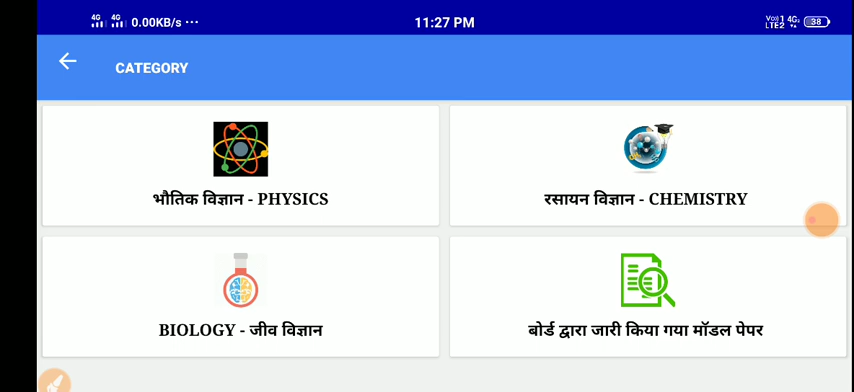 4G 4G 0.00KB/s ··· 11:27 PM Vo)) 1 4G LTE2 38
CATEGORY
भौतिक विज्ञान - PHYSICS
रसायन विज्ञान - CHEMISTRY
BIOLOGY - जीव विज्ञान
बोर्ड द्वारा जारी किया गया मॉडल पेपर